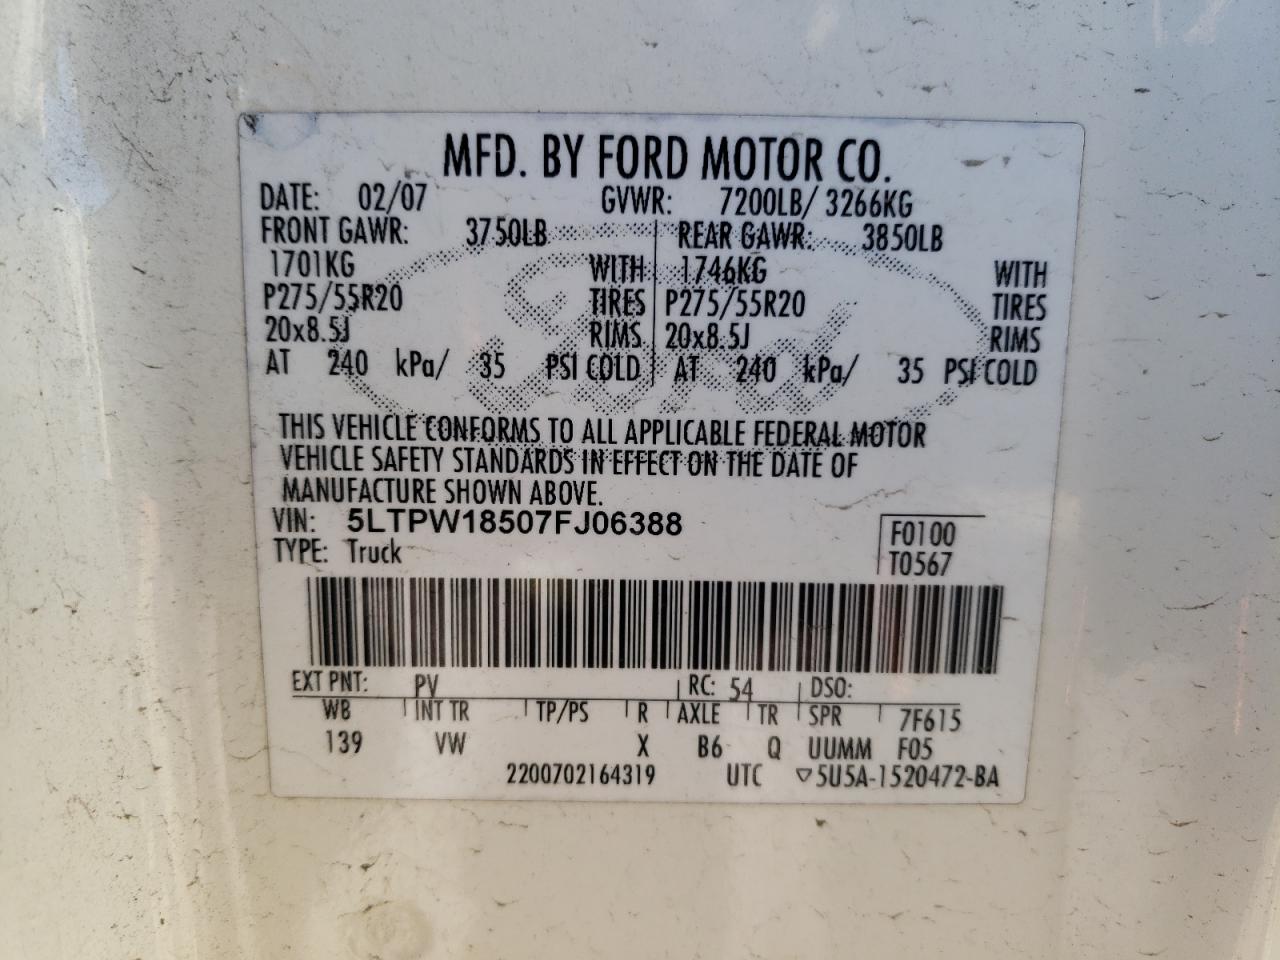 MFD. BY FORD MOTOR CO.
DATE: 02/07 GVWR: 7200LB/ 3266KG
FRONT GAWR: 3750LB REAR GAWR: 3850LB
1701KG WITH 1746KG WITH
P275/55R20 TIRES P275/55R20 TIRES
20x8.5J RIMS 20x8.5J RIMS
AT 240 kPa/ 35 PSI COLD AT 240 kPa/ 35 PSI COLD
Ford
THIS VEHICLE CONFORMS TO ALL APPLICABLE FEDERAL MOTOR
VEHICLE SAFETY STANDARDS IN EFFECT ON THE DATE OF
MANUFACTURE SHOWN ABOVE.
VIN: 5LTPW18507FJ06388 F0100
TYPE: Truck T0567
EXT PNT: PV RC: 54 DSO:
WB INT TR TP/PS R AXLE TR SPR 7F615
139 VW X B6 Q UUMM F05
2200702164319 UTC ▽5U5A-1520472-BA